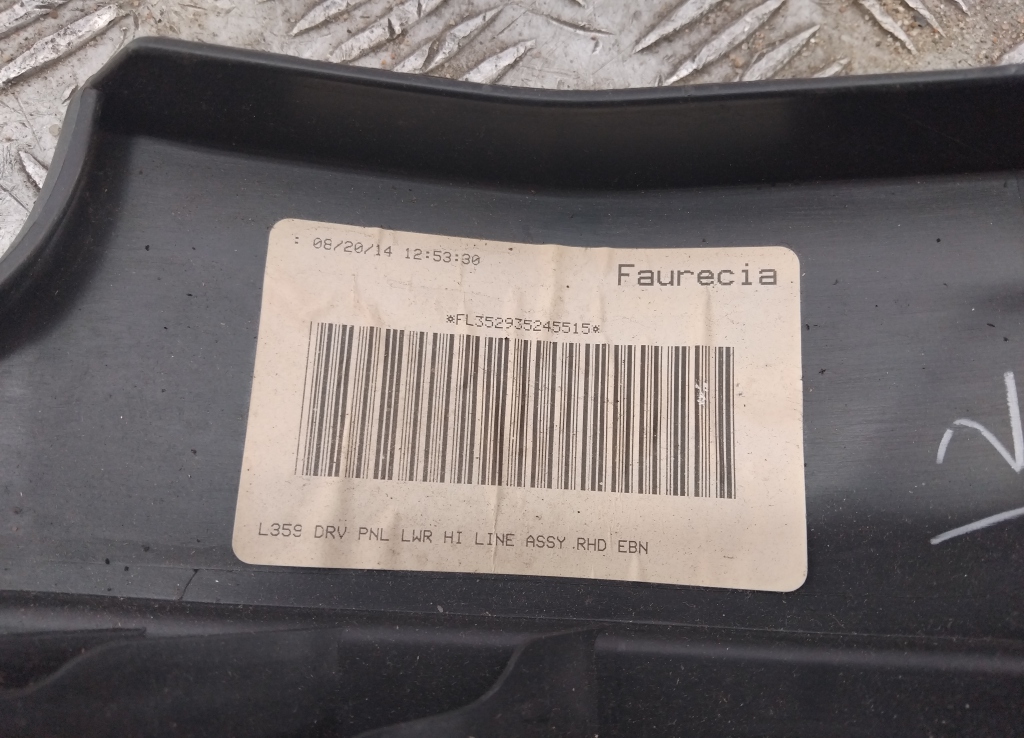 : 08/20/14 12:53:30
Faurecia
*FL352935245515*
L359 DRV PNL LWR HI LINE ASSY RHD EBN